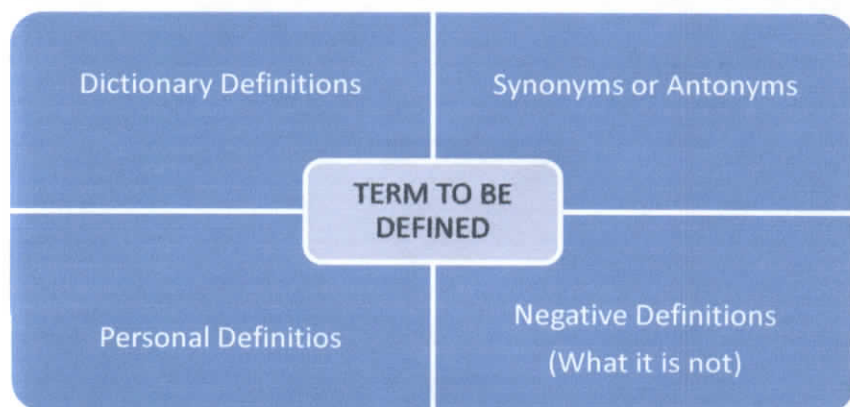 Dictionary Definitions
Synonyms or Antonyms
TERM TO BE
DEFINED
Personal Definitios
Negative Definitions
(What it is not)